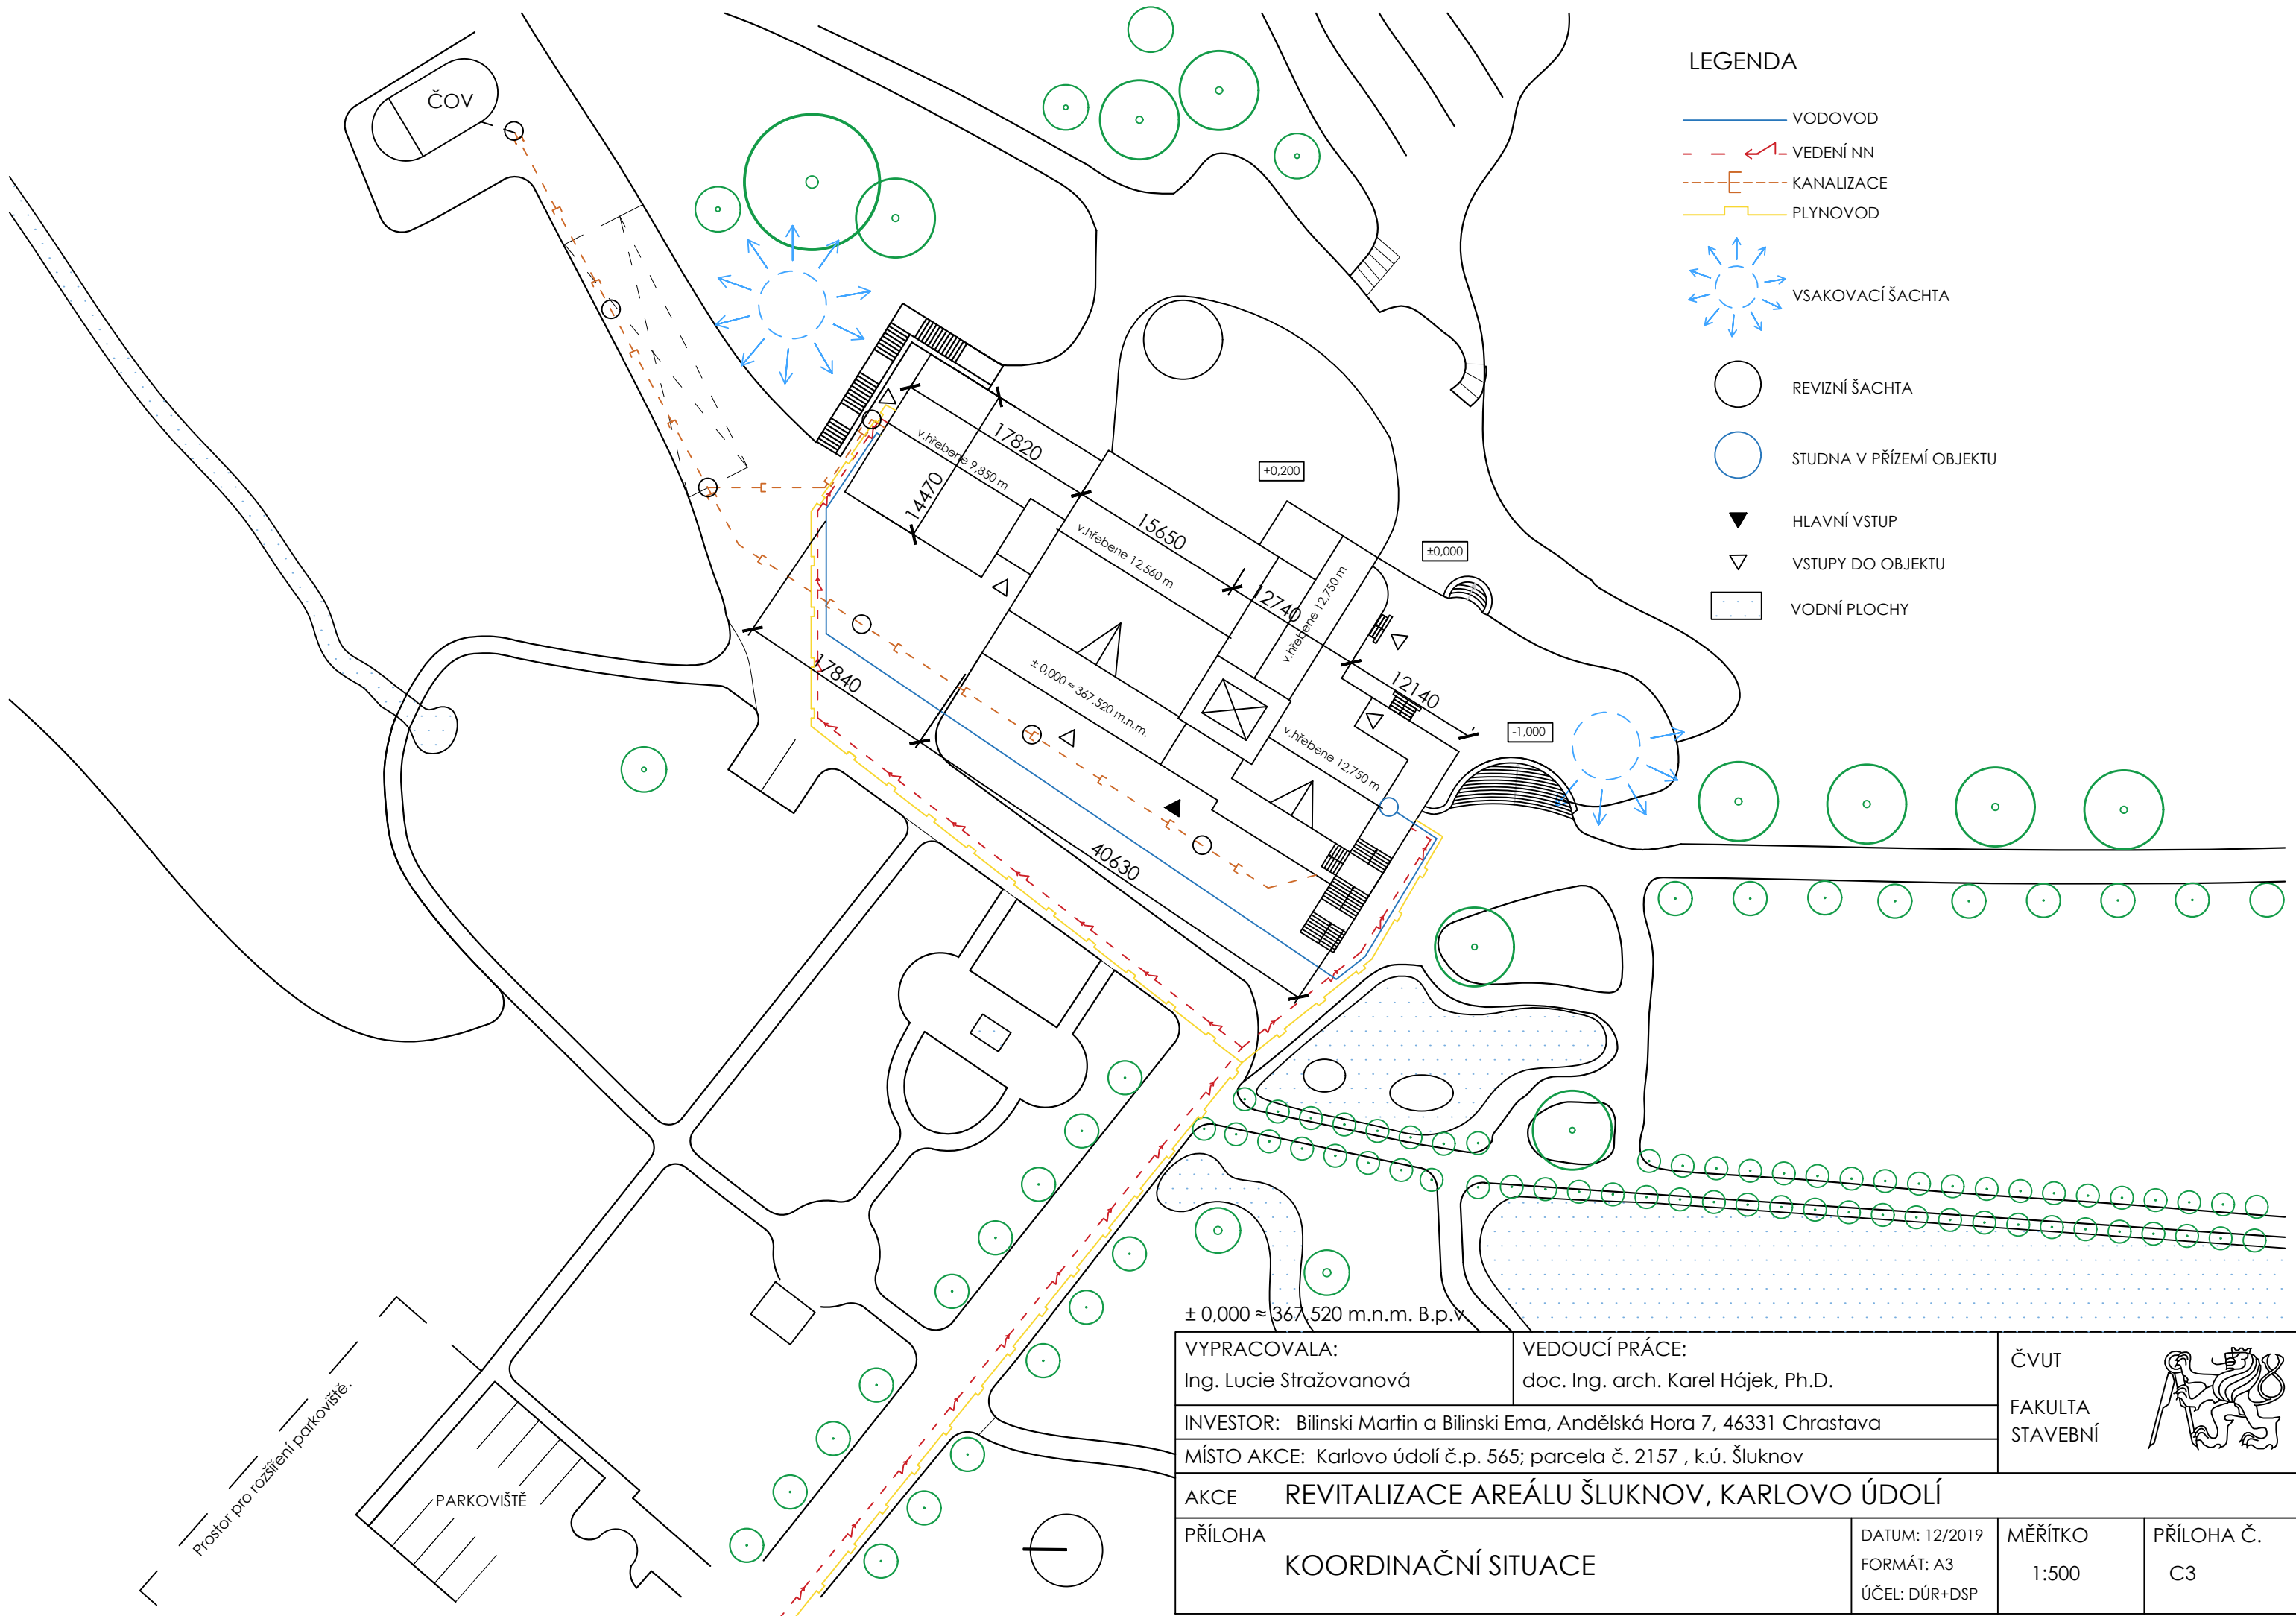 ČOV
LEGENDA
VODOVOD
VEDENÍ NN
KANALIZACE
PLYNOVOD
VSAKOVACÍ ŠACHTA
REVIZNÍ ŠACHTA
STUDNA V PŘÍZEMÍ OBJEKTU
HLAVNÍ VSTUP
VSTUPY DO OBJEKTU
VODNÍ PLOCHY
17820
v.hřebene 9,850 m
14470
15650
v.hřebene 12,560 m
+0,200
±0,000
12740
v.hřebene 12,750 m
12140
-1,000
17840
± 0,000 ≈ 367,520 m.n.m.
v.hřebene 12,750 m
40630
Prostor pro rozšíření parkoviště.
PARKOVIŠTĚ
± 0,000 ≈ 367,520 m.n.m. B.p.v.
VYPRACOVALA:
Ing. Lucie Stražovanová
VEDOUCÍ PRÁCE:
doc. Ing. arch. Karel Hájek, Ph.D.
ČVUT
FAKULTA
STAVEBNÍ
INVESTOR: Bilinski Martin a Bilinski Ema, Andělská Hora 7, 46331 Chrastava
MÍSTO AKCE: Karlovo údolí č.p. 565; parcela č. 2157 , k.ú. Šluknov
AKCE REVITALIZACE AREÁLU ŠLUKNOV, KARLOVO ÚDOLÍ
PŘÍLOHA
KOORDINAČNÍ SITUACE
DATUM: 12/2019
FORMÁT: A3
ÚČEL: DÚR+DSP
MĚŘÍTKO
1:500
PŘÍLOHA Č.
C3